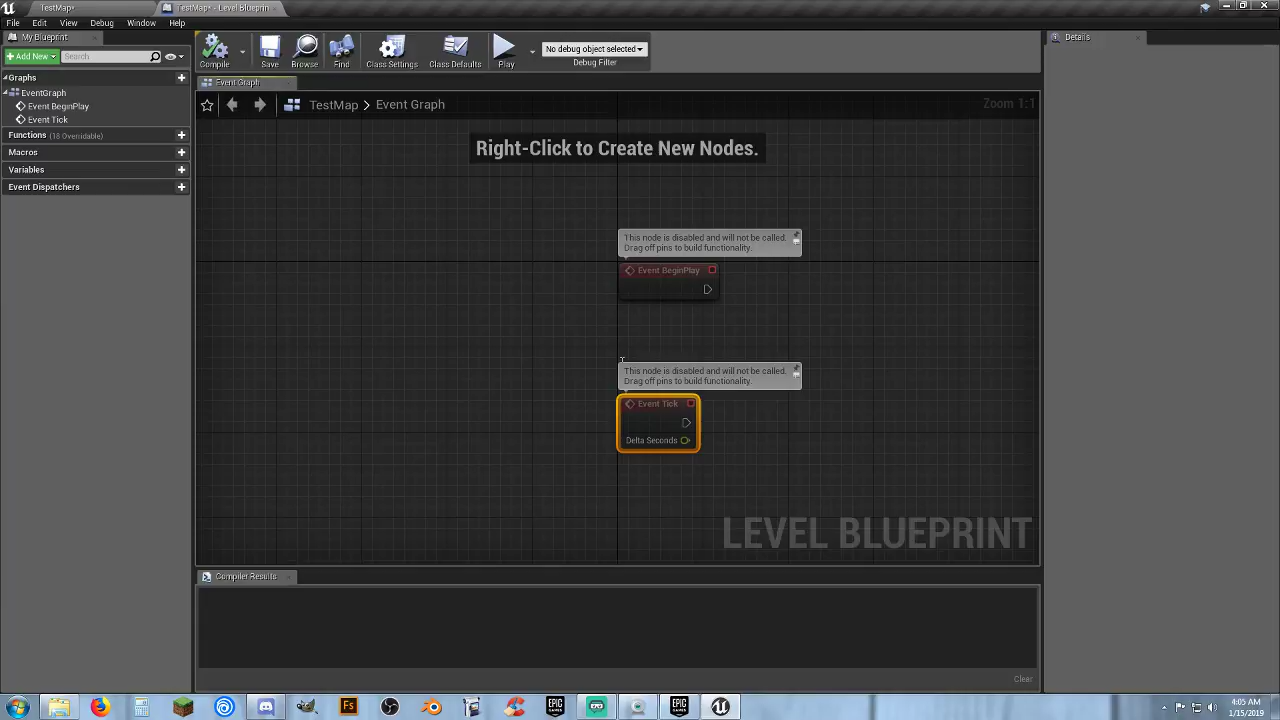 TestMap*
TestMap* - Level Blueprint
File Edit View Debug Window Help
My Blueprint
+Add New Search
Graphs
EventGraph
Event BeginPlay
Event Tick
Functions (18 Overridable)
Macros
Variables
Event Dispatchers
Compile Save Browse Find Class Settings Class Defaults Play
No debug object selected
Debug Filter
Event Graph
TestMap > Event Graph
Zoom 1:1
Right-Click to Create New Nodes.
This node is disabled and will not be called.
Drag off pins to build functionality.
Event BeginPlay
This node is disabled and will not be called.
Drag off pins to build functionality.
Event Tick
Delta Seconds
LEVEL BLUEPRINT
Compiler Results
Clear
Details
Fs
EPIC
GAMES
EPIC
GAMES
4:05 AM
1/15/2019